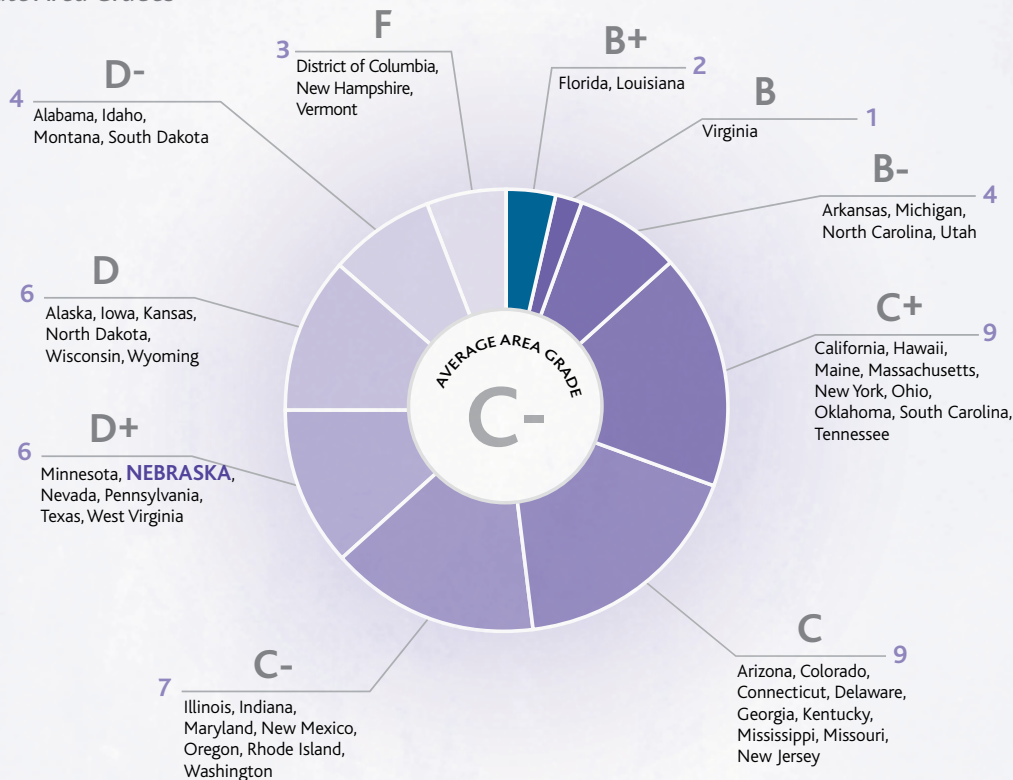 F
3
District of Columbia,
New Hampshire,
Vermont
B+
2
Florida, Louisiana
B
1
Virginia
B-
4
Arkansas, Michigan,
North Carolina, Utah
C+
9
California, Hawaii,
Maine, Massachusetts,
New York, Ohio,
Oklahoma, South Carolina,
Tennessee
C
9
Arizona, Colorado,
Connecticut, Delaware,
Georgia, Kentucky,
Mississippi, Missouri,
New Jersey
C-
7
Illinois, Indiana,
Maryland, New Mexico,
Oregon, Rhode Island,
Washington
D+
6
Minnesota, NEBRASKA,
Nevada, Pennsylvania,
Texas, West Virginia
D
6
Alaska, Iowa, Kansas,
North Dakota,
Wisconsin, Wyoming
D-
4
Alabama, Idaho,
Montana, South Dakota
AVERAGE AREA GRADE
C-